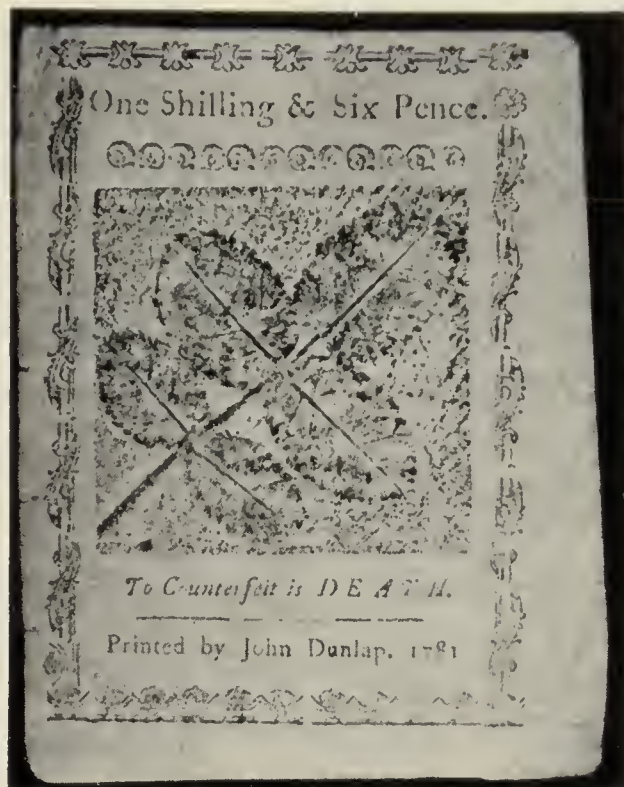 One Shilling & Six Pence.
To Counterfeit is DEATH.
Printed by John Dunlap. 1781